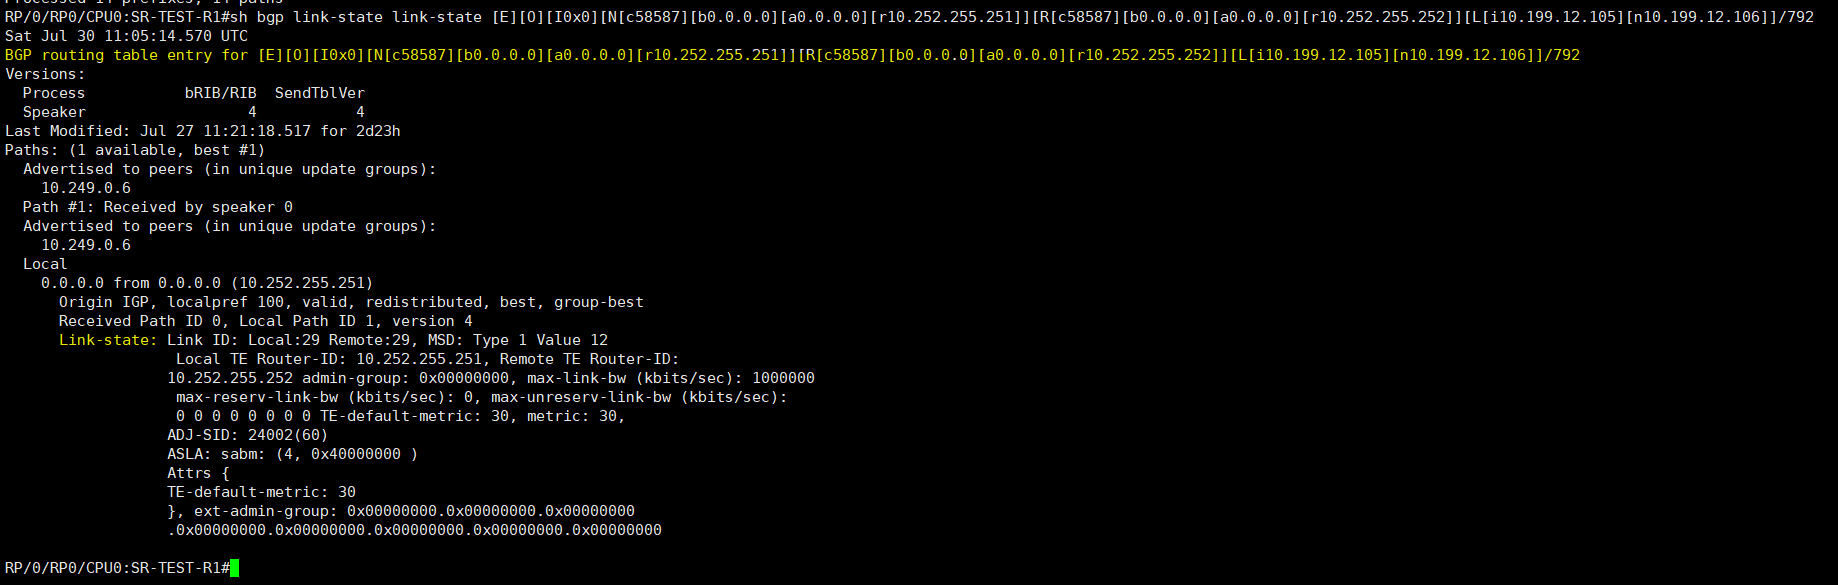 RP/0/RP0/CPU0:SR-TEST-R1#sh bgp link-state link-state [E][O][I0x0][N[c58587][b0.0.0.0][a0.0.0.0][r10.252.255.251]][R[c58587][b0.0.0.0][a0.0.0.0][r10.252.255.252]][L[i10.199.12.105][n10.199.12.106]]/792
Sat Jul 30 11:05:14.570 UTC
BGP routing table entry for [E][O][I0x0][N[c58587][b0.0.0.0][a0.0.0.0][r10.252.255.251]][R[c58587][b0.0.0.0][a0.0.0.0][r10.252.255.252]][L[i10.199.12.105][n10.199.12.106]]/792
Versions:
  Process           bRIB/RIB  SendTblVer
  Speaker                  4           4
Last Modified: Jul 27 11:21:18.517 for 2d23h
Paths: (1 available, best #1)
  Advertised to peers (in unique update groups):
    10.249.0.6
  Path #1: Received by speaker 0
  Advertised to peers (in unique update groups):
    10.249.0.6
  Local
    0.0.0.0 from 0.0.0.0 (10.252.255.251)
      Origin IGP, localpref 100, valid, redistributed, best, group-best
      Received Path ID 0, Local Path ID 1, version 4
      Link-state: Link ID: Local:29 Remote:29, MSD: Type 1 Value 12
                   Local TE Router-ID: 10.252.255.251, Remote TE Router-ID:
                  10.252.255.252 admin-group: 0x00000000, max-link-bw (kbits/sec): 1000000
                   max-reserv-link-bw (kbits/sec): 0, max-unreserv-link-bw (kbits/sec):
                   0 0 0 0 0 0 0 0 TE-default-metric: 30, metric: 30,
                  ADJ-SID: 24002(60)
                  ASLA: sabm: (4, 0x40000000 )
                  Attrs {
                  TE-default-metric: 30
                  }, ext-admin-group: 0x00000000.0x00000000.0x00000000
                  .0x00000000.0x00000000.0x00000000.0x00000000.0x00000000
RP/0/RP0/CPU0:SR-TEST-R1#